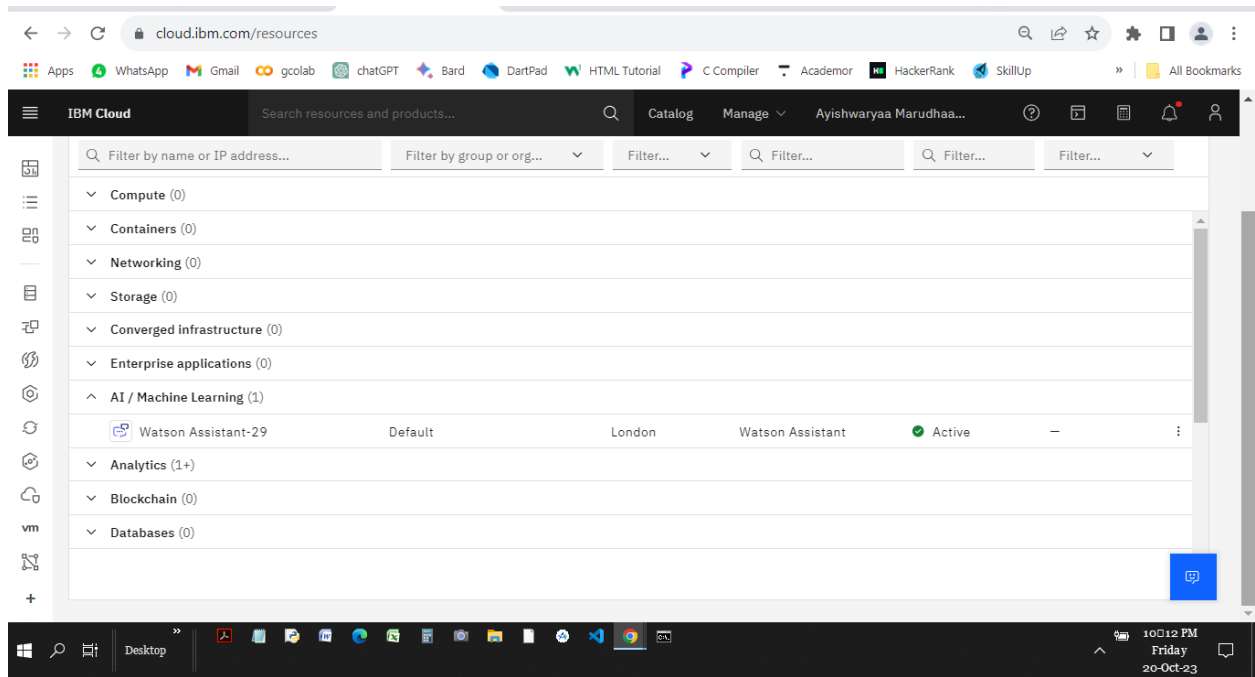 cloud.ibm.com/resources
Apps WhatsApp Gmail gcolab chatGPT Bard DartPad HTML Tutorial C Compiler Academor HackerRank SkillUp » All Bookmarks
IBM Cloud Search resources and products... Catalog Manage Ayishwaryaa Marudhaa...
Filter by name or IP address... Filter by group or org... Filter... Filter... Filter... Filter...
Compute (0)
Containers (0)
Networking (0)
Storage (0)
Converged infrastructure (0)
Enterprise applications (0)
AI / Machine Learning (1)
Watson Assistant-29 Default London Watson Assistant Active —
Analytics (1+)
Blockchain (0)
vm Databases (0)
Desktop » 10□12 PM
Friday
20-Oct-23